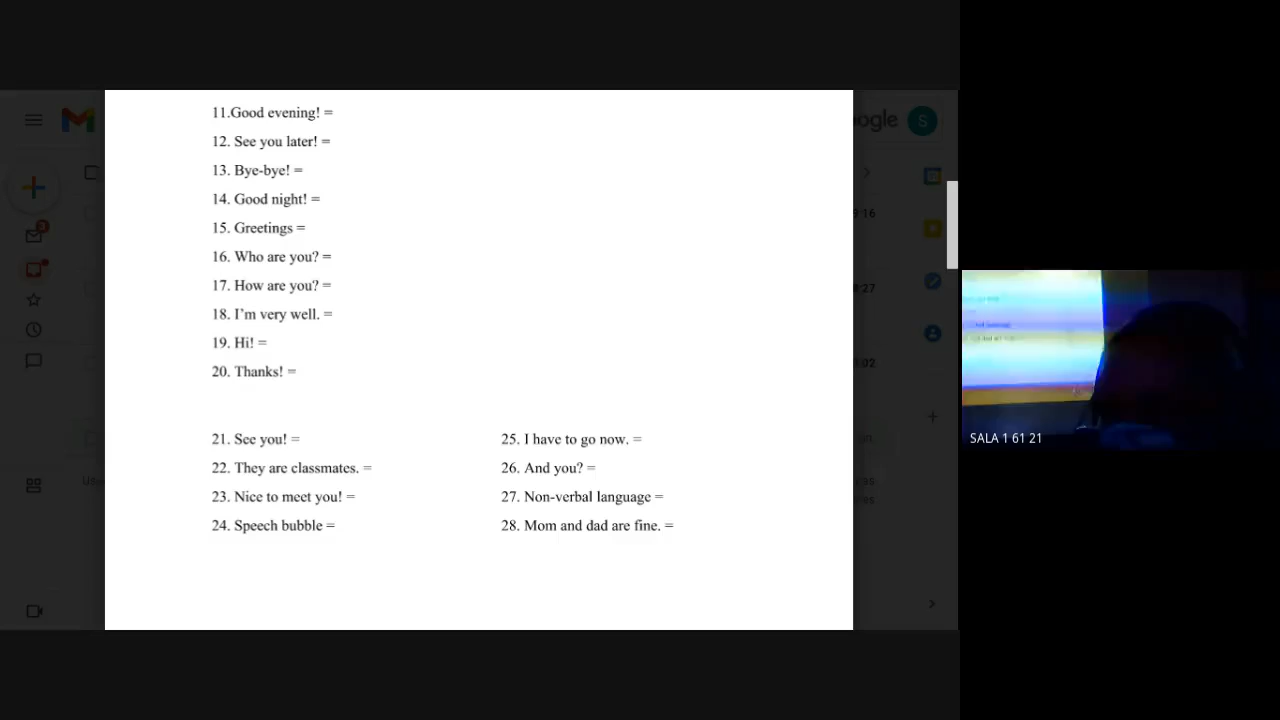 11.Good evening! =
12. See you later! =
13. Bye-bye! =
14. Good night! =
15. Greetings =
16. Who are you? =
17. How are you? =
18. I'm very well. =
19. Hi! =
20. Thanks! =
21. See you! =
22. They are classmates. =
23. Nice to meet you! =
24. Speech bubble =
25. I have to go now. =
26. And you? =
27. Non-verbal language =
28. Mom and dad are fine. =
S
3
SALA 1 61 21